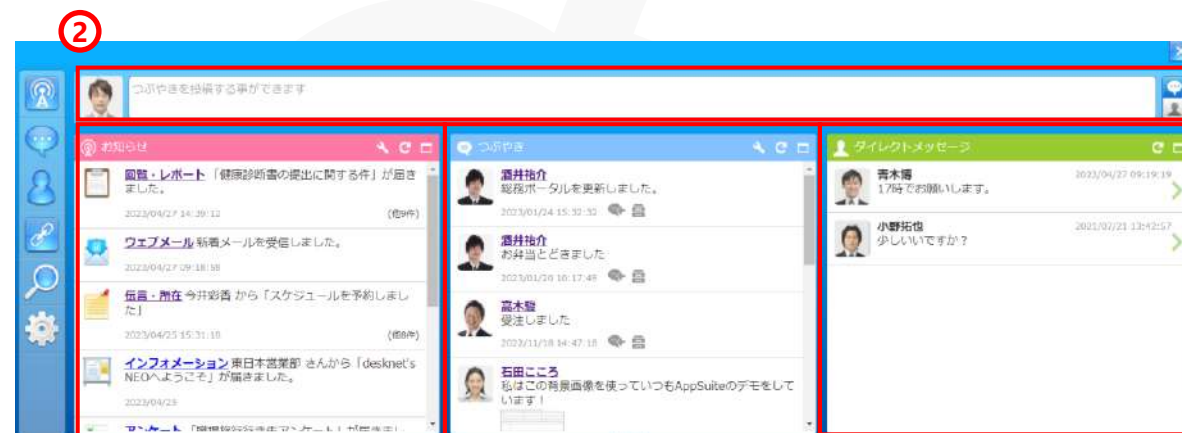 2
つぶやきを投稿する事ができます
お知らせ
回覧・レポート「健康診断書の提出に関する件」が届き
ました。
2023/04/27 14:39:12 (他9件)
ウェブメール 新着メールを受信しました。
2023/04/27 09:18:58
伝言・所在 今井彩香 から「スケジュールを予約しまし
た」
2023/04/25 15:31:18 (他8件)
インフォメーション 東日本営業部 さんから「desknet's
NEOへようこそ」が届きました。
2023/04/23
つぶやき
酒井祐介
総務ポータルを更新しました。
2023/01/24 15:32:32
酒井祐介
お弁当とどきました
2023/01/20 10:17:49
高木駿
受注しました
2022/11/18 14:47:18
石田こころ
私はこの背景画像を使っていつもAppSuiteのデモをして
います！
ダイレクトメッセージ
青木博 2023/04/27 09:19:19
17時でお願いします。
小野拓也 2021/07/21 13:42:57
少しいいですか？